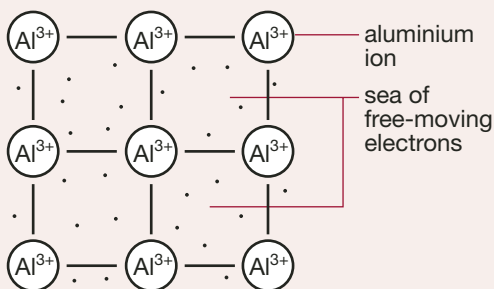 Al³⁺ Al³⁺ Al³⁺ aluminium
ion
sea of
free-moving
electrons
Al³⁺ Al³⁺ Al³⁺
Al³⁺ Al³⁺ Al³⁺